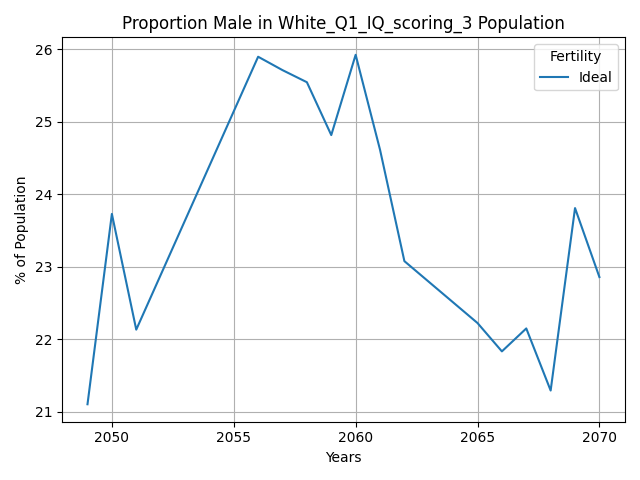 Proportion Male in White_Q1_IQ_scoring_3 Population
26
25
24
23
22
21
% of Population
Fertility
Ideal
2050 2055 2060 2065 2070
Years